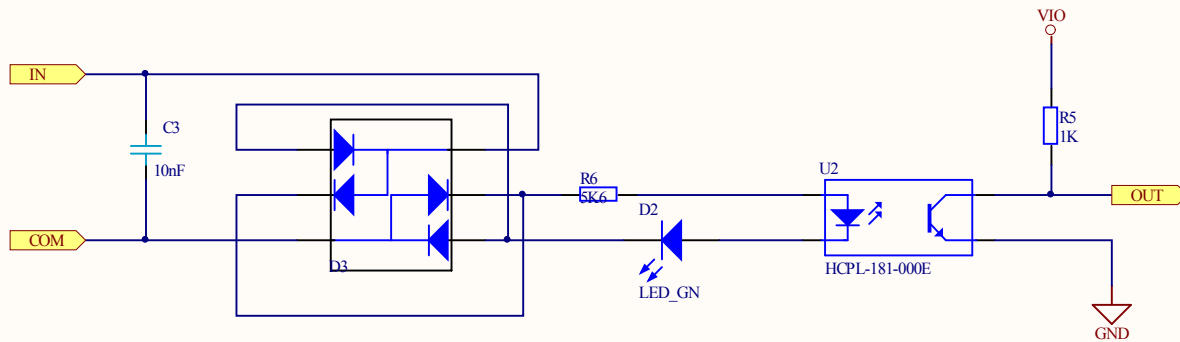 VIO
IN
C3
10nF
R5
1K
U2
R6
5K6
OUT
D2
COM
D3
HCPL-181-000E
LED_GN
GND